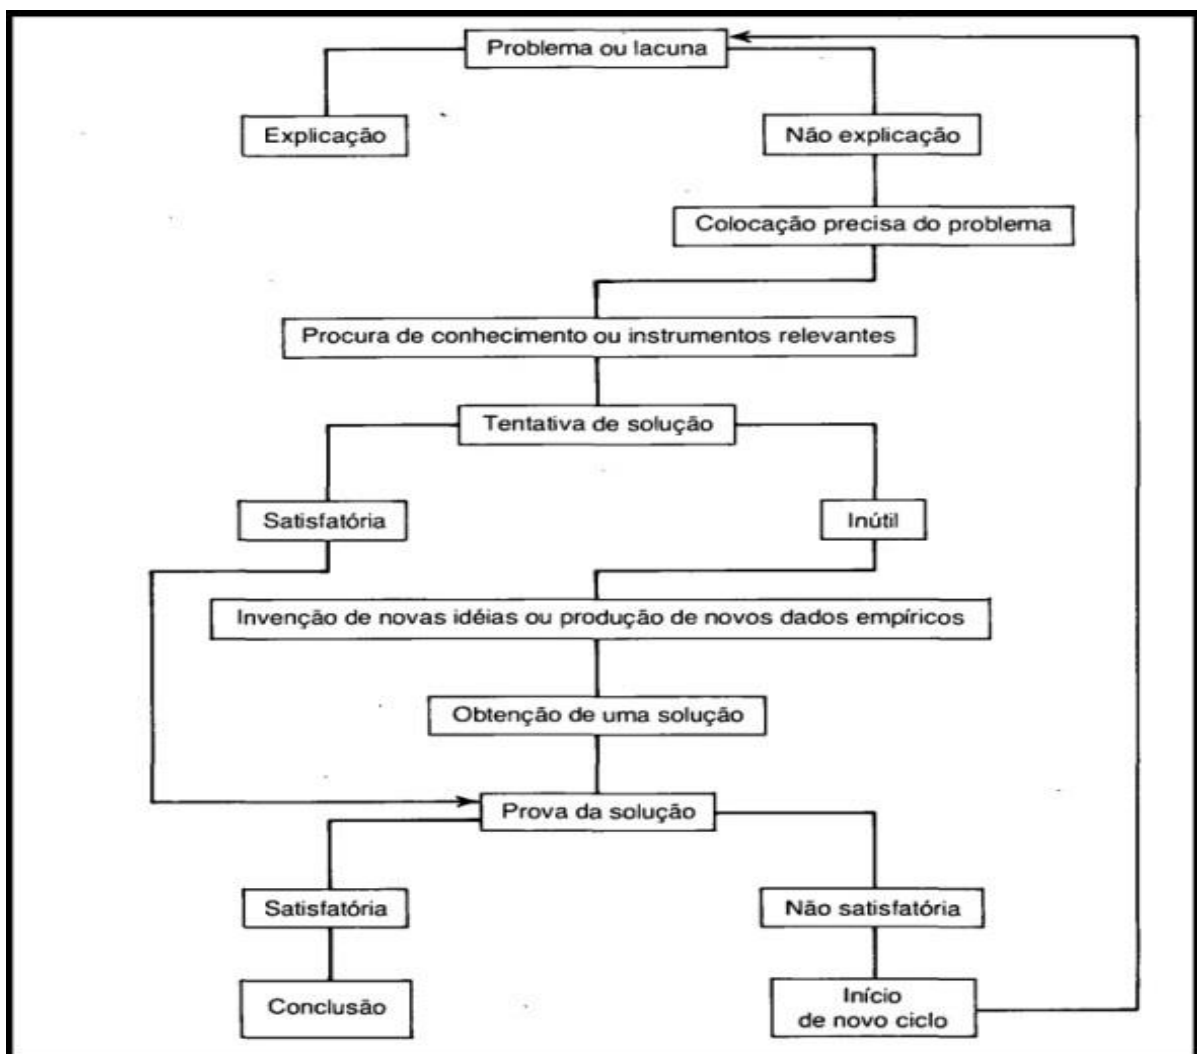 Problema ou lacuna
Explicação
Não explicação
Colocação precisa do problema
Procura de conhecimento ou instrumentos relevantes
Tentativa de solução
Satisfatória
Inútil
Invenção de novas idéias ou produção de novos dados empíricos
Obtenção de uma solução
Prova da solução
Satisfatória
Não satisfatória
Conclusão
Início
de novo ciclo